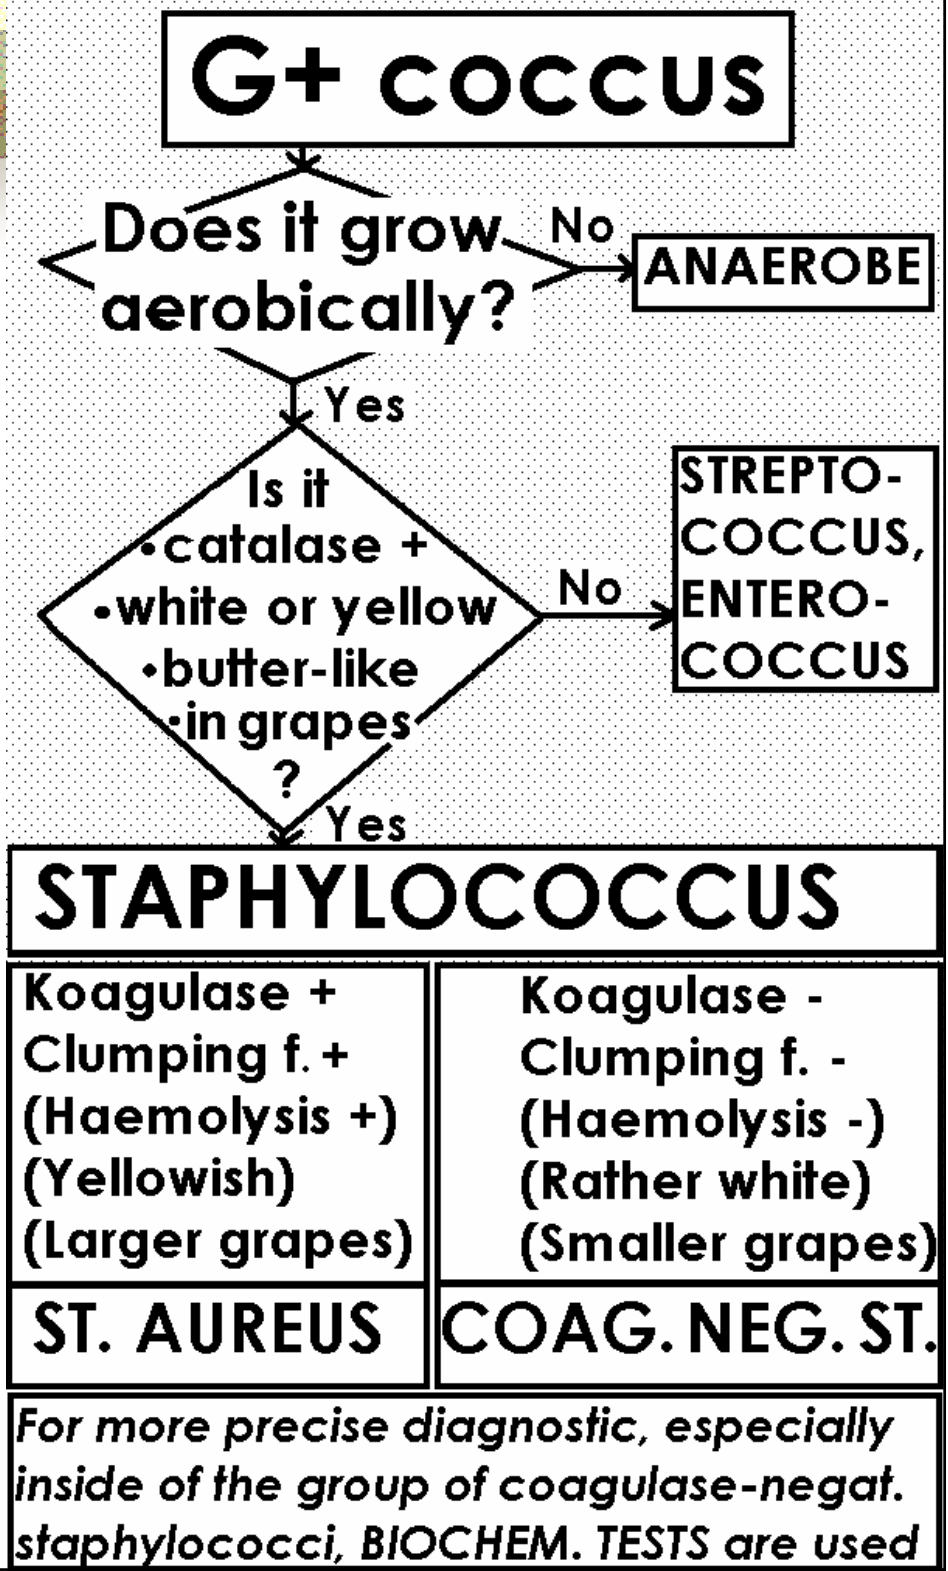 G+ coccus
Does it grow
aerobically?
No
ANAEROBE
Yes
Is it
•catalase +
•white or yellow
•butter-like
•in grapes
?
No
STREPTO-
COCCUS,
ENTERO-
COCCUS
Yes
STAPHYLOCOCCUS
Koagulase +
Clumping f. +
(Haemolysis +)
(Yellowish)
(Larger grapes)
ST. AUREUS
Koagulase -
Clumping f. -
(Haemolysis -)
(Rather white)
(Smaller grapes)
COAG. NEG. ST.
For more precise diagnostic, especially
inside of the group of coagulase-negat.
staphylococci, BIOCHEM. TESTS are used